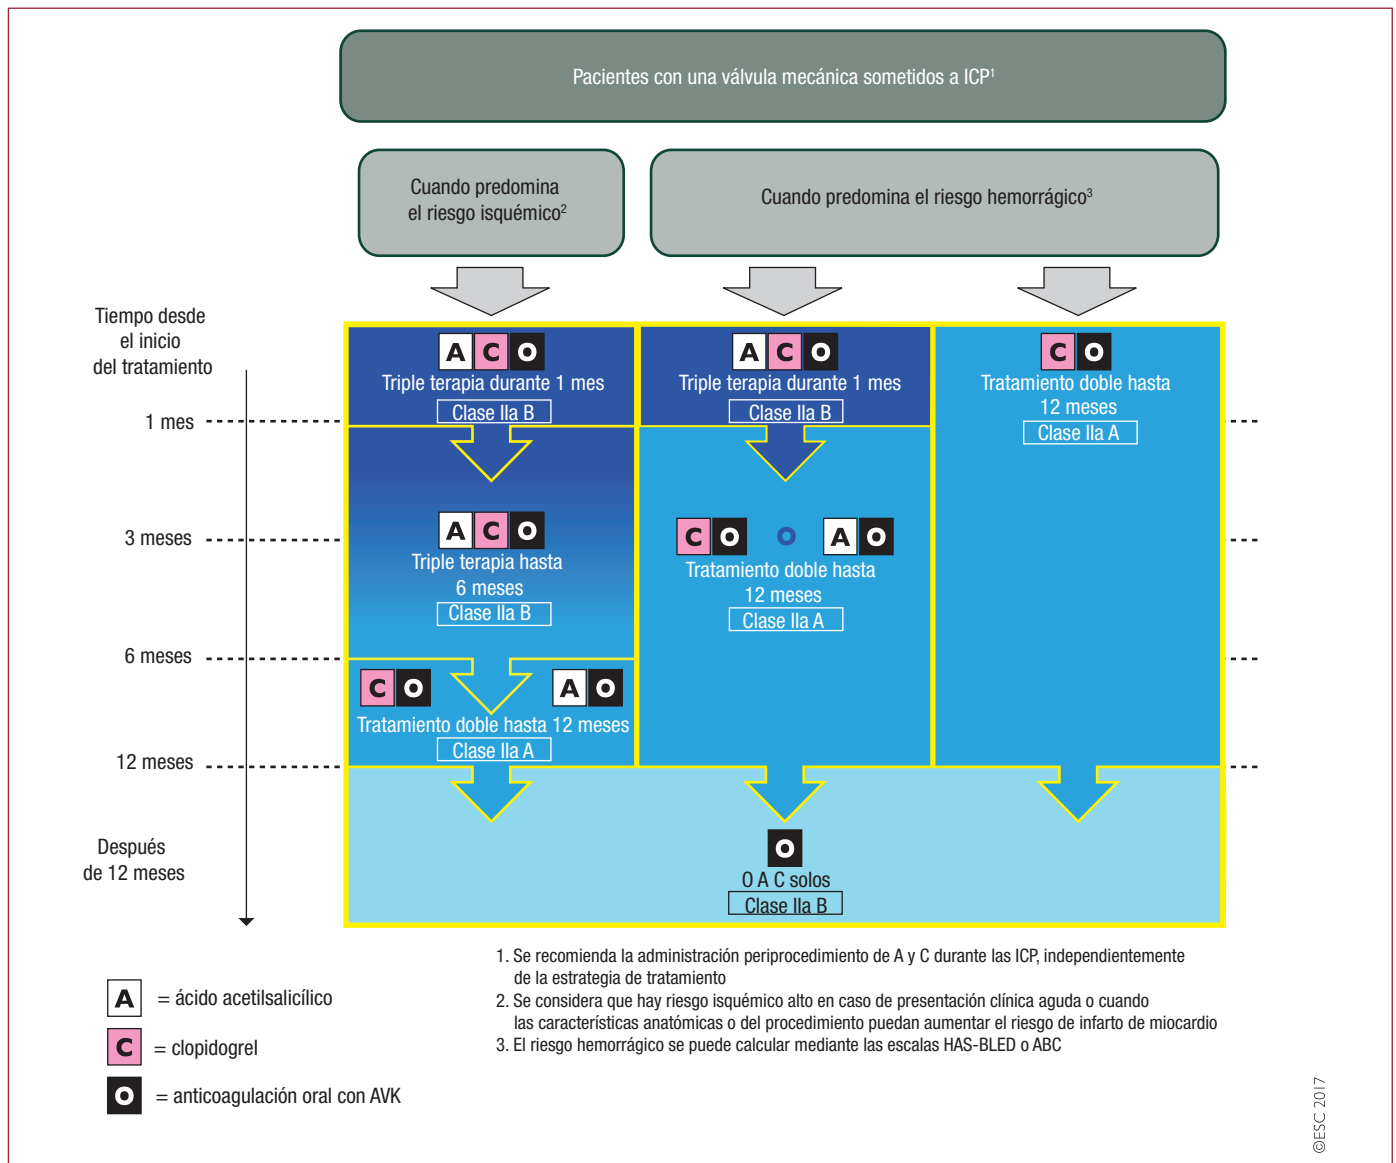 Pacientes con una válvula mecánica sometidos a ICP¹
Cuando predomina
el riesgo isquémico²
Cuando predomina el riesgo hemorrágico³
Tiempo desde
el inicio
del tratamiento
1 mes
3 meses
6 meses
12 meses
Después
de 12 meses
A C O
Triple terapia durante 1 mes
Clase IIa B
A C O
Triple terapia hasta
6 meses
Clase IIa B
C O
A O
Tratamiento doble hasta 12 meses
Clase IIa A
A C O
Triple terapia durante 1 mes
Clase IIa B
C O O A O
Tratamiento doble hasta
12 meses
Clase IIa A
C O
Tratamiento doble hasta
12 meses
Clase IIa A
O
O A C solos
Clase IIa B
A = ácido acetilsalicílico
C = clopidogrel
O = anticoagulación oral con AVK
1. Se recomienda la administración periprocedimiento de A y C durante las ICP, independientemente
de la estrategia de tratamiento
2. Se considera que hay riesgo isquémico alto en caso de presentación clínica aguda o cuando
las características anatómicas o del procedimiento puedan aumentar el riesgo de infarto de miocardio
3. El riesgo hemorrágico se puede calcular mediante las escalas HAS-BLED o ABC
©ESC 2017